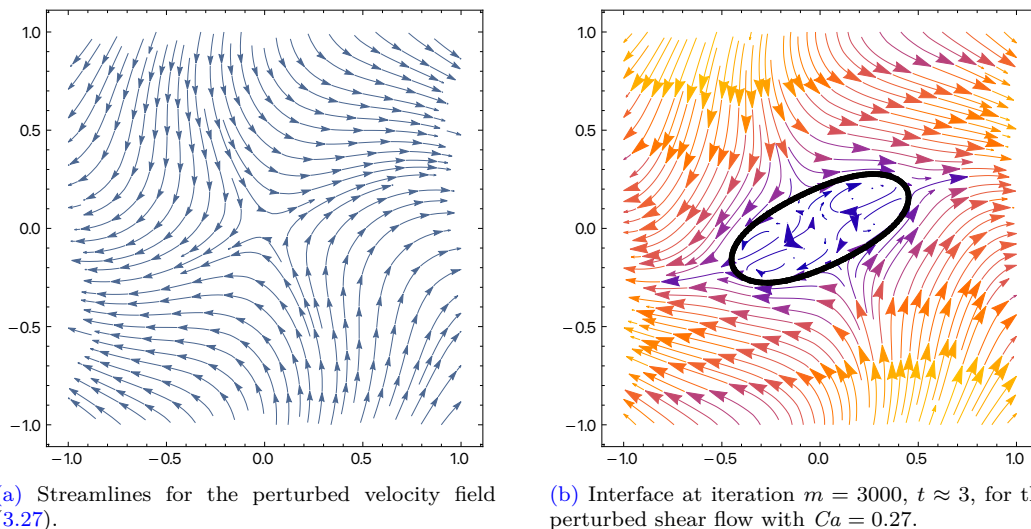 1.0
0.5
0.0
−0.5
−1.0
−1.0 −0.5 0.0 0.5 1.0
1.0
0.5
0.0
−0.5
−1.0
−1.0 −0.5 0.0 0.5 1.0
(a) Streamlines for the perturbed velocity field
(3.27).
(b) Interface at iteration m = 3000, t ≈ 3, for th
perturbed shear flow with Ca = 0.27.